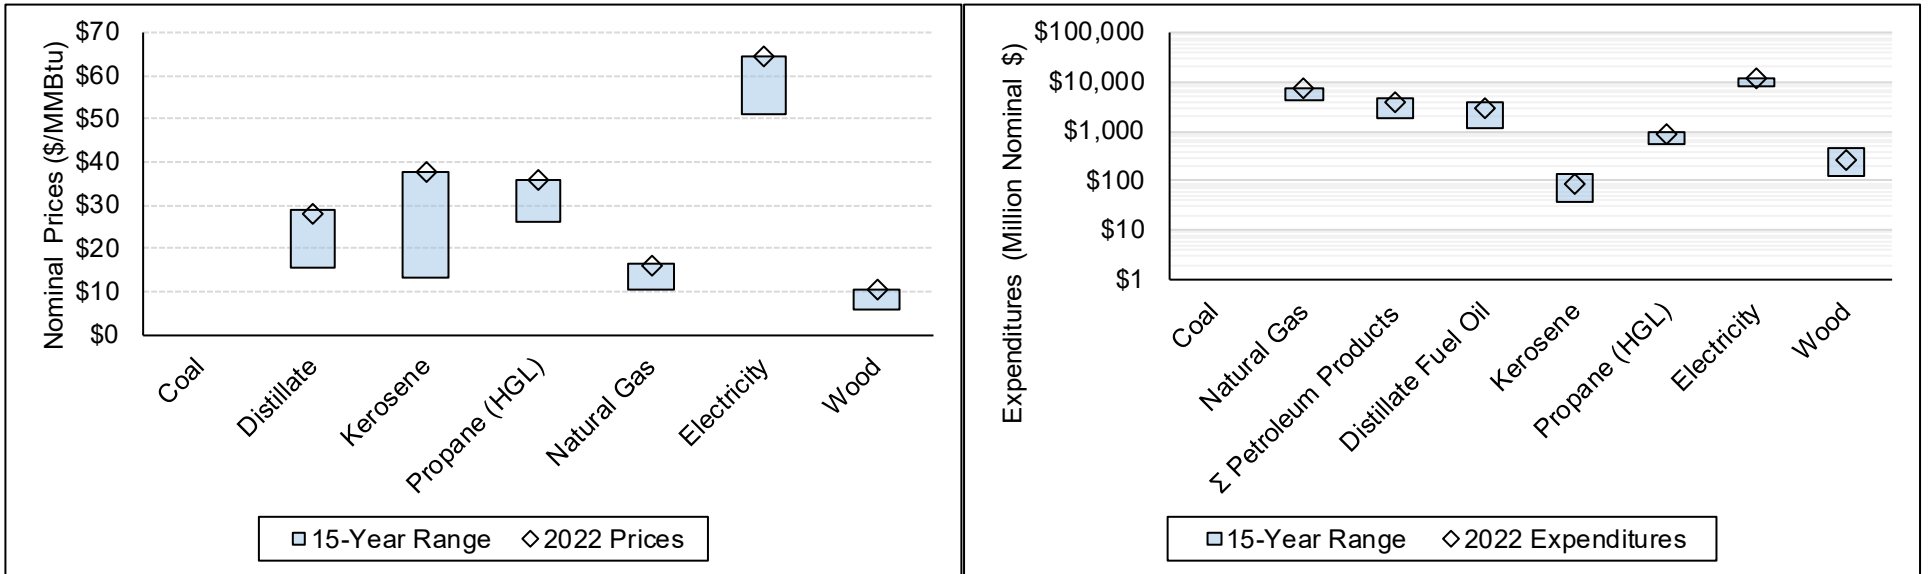 Nominal Prices ($/MMBtu)
$70
$60
$50
$40
$30
$20
$10
$0
Coal
Distillate
Kerosene
Propane (HGL)
Natural Gas
Electricity
Wood
15-Year Range
2022 Prices
Expenditures (Million Nominal $)
$100,000
$10,000
$1,000
$100
$10
$1
Coal
Natural Gas
Σ Petroleum Products
Distillate Fuel Oil
Kerosene
Propane (HGL)
Electricity
Wood
15-Year Range
2022 Expenditures